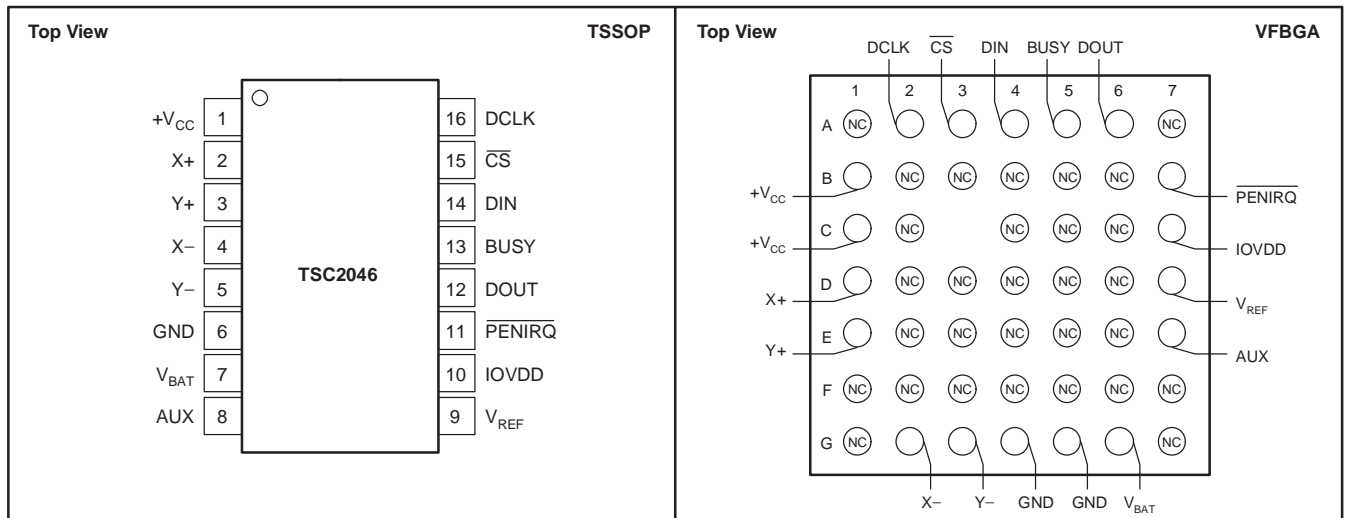 Top View TSSOP
+VCC 1 16 DCLK
X+ 2 15 CS
Y+ 3 14 DIN
X− 4 13 BUSY
TSC2046
Y− 5 12 DOUT
GND 6 11 PENIRQ
VBAT 7 10 IOVDD
AUX 8 9 VREF
Top View VFBGA
DCLK CS DIN BUSY DOUT
1 2 3 4 5 6 7
A NC NC
B NC NC NC NC NC
+VCC PENIRQ
C NC NC NC NC
+VCC IOVDD
D NC NC NC NC NC
X+ VREF
E NC NC NC NC NC
Y+ AUX
F NC NC NC NC NC NC NC
G NC NC
X− Y− GND GND VBAT